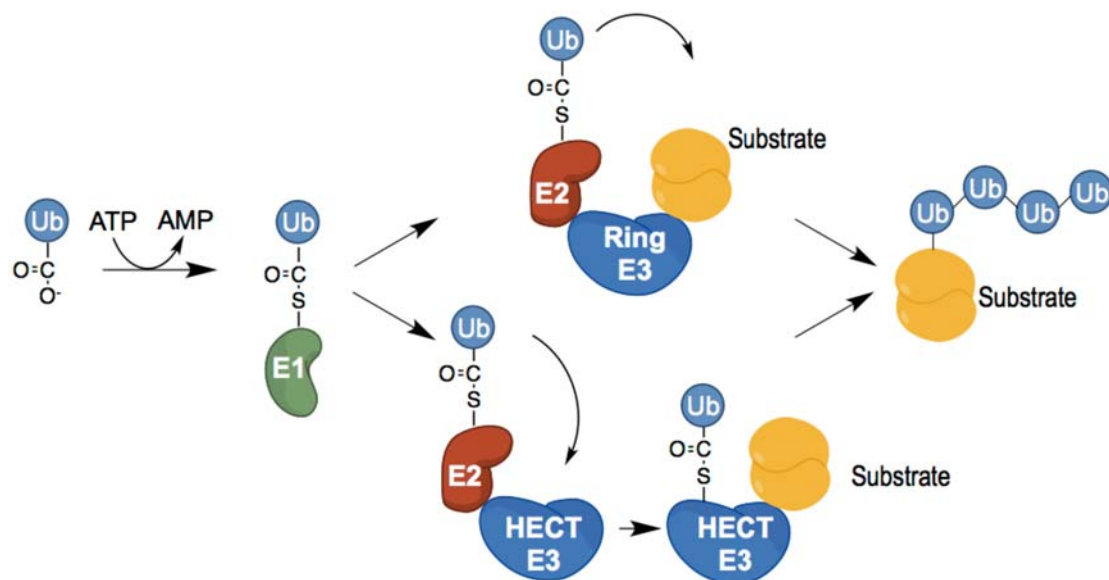 Ub
O=C
O-
ATP
AMP
Ub
O=C
S
E1
Ub
O=C
S
E2
Substrate
Ring
E3
Ub
O=C
S
E2
HECT
E3
Ub
O=C
S
Substrate
HECT
E3
Ub
Ub
Ub
Ub
Substrate